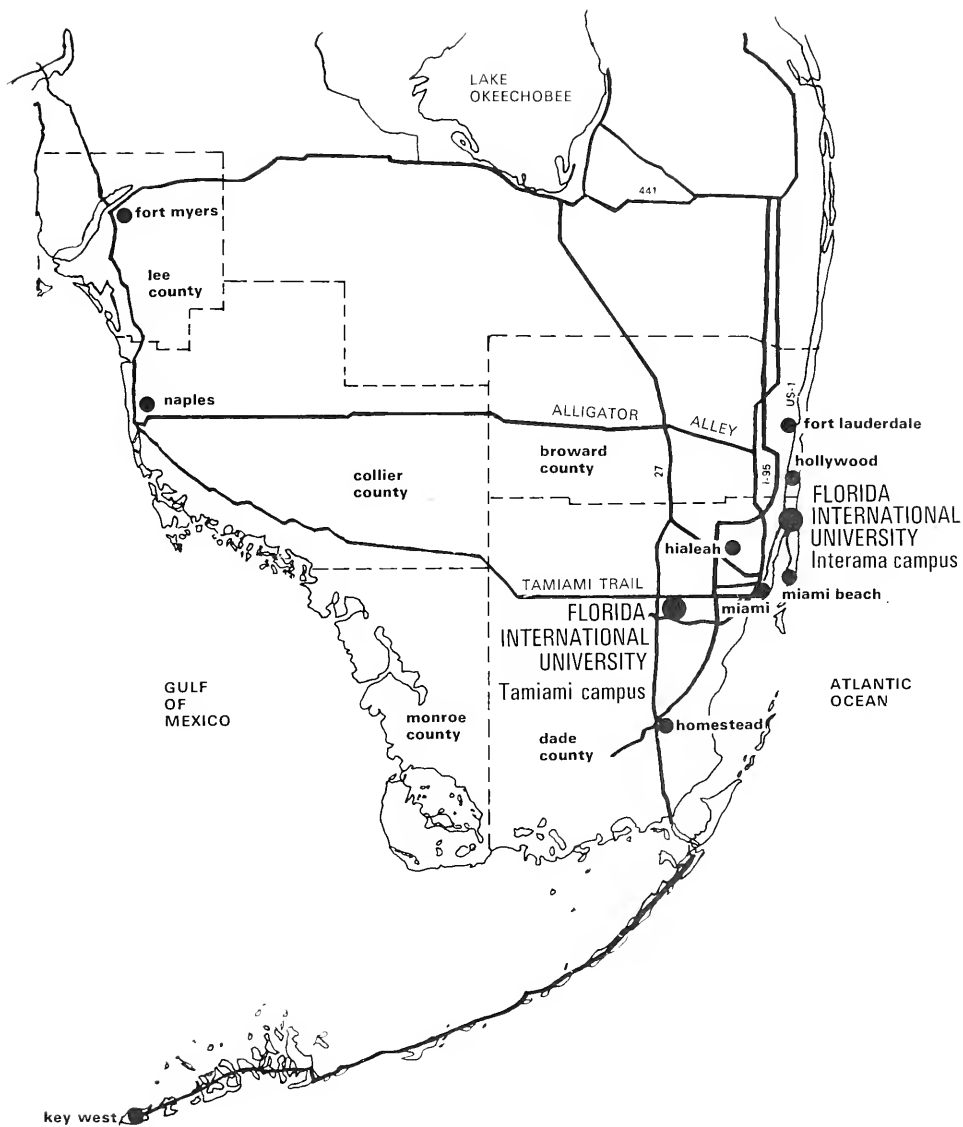 LAKE
OKEECHOBEE
441
fort myers
lee
county
naples
ALLIGATOR
ALLEY
US-1
fort lauderdale
broward
county
27
I-95
hollywood
collier
county
FLORIDA
INTERNATIONAL
UNIVERSITY
Interama campus
hialeah
TAMIAMI TRAIL
miami beach
miami
FLORIDA
INTERNATIONAL
UNIVERSITY
Tamiami campus
GULF
OF
MEXICO
ATLANTIC
OCEAN
monroe
county
dade
county
homestead
key west